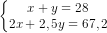 x + y = 28
2x + 2,5y = 67,2